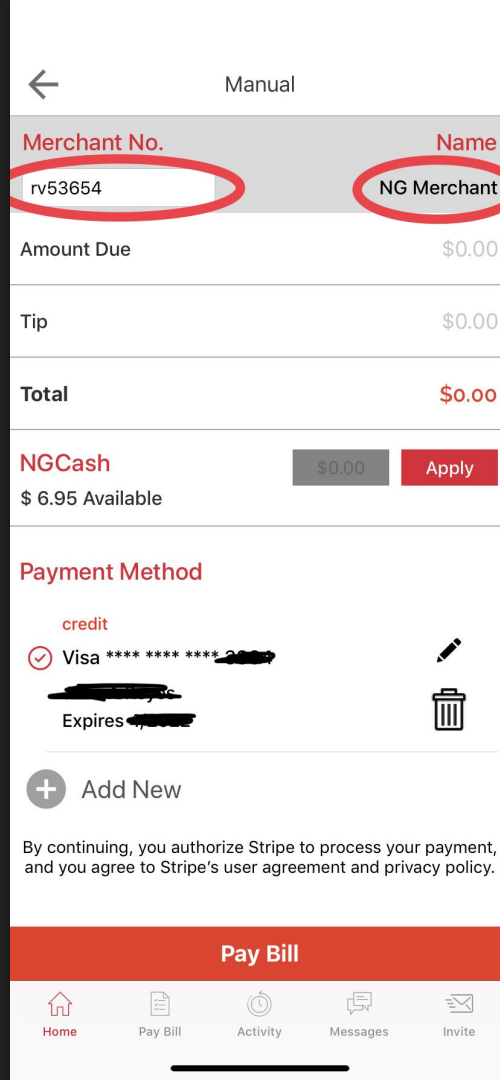 Manual
Merchant No. Name
rv53654 NG Merchant
Amount Due $0.00
Tip $0.00
Total $0.00
NGCash $0.00 Apply
$ 6.95 Available
Payment Method
credit
Visa **** **** ****
Expires
Add New
By continuing, you authorize Stripe to process your payment,
and you agree to Stripe's user agreement and privacy policy.
Pay Bill
Home Pay Bill Activity Messages Invite